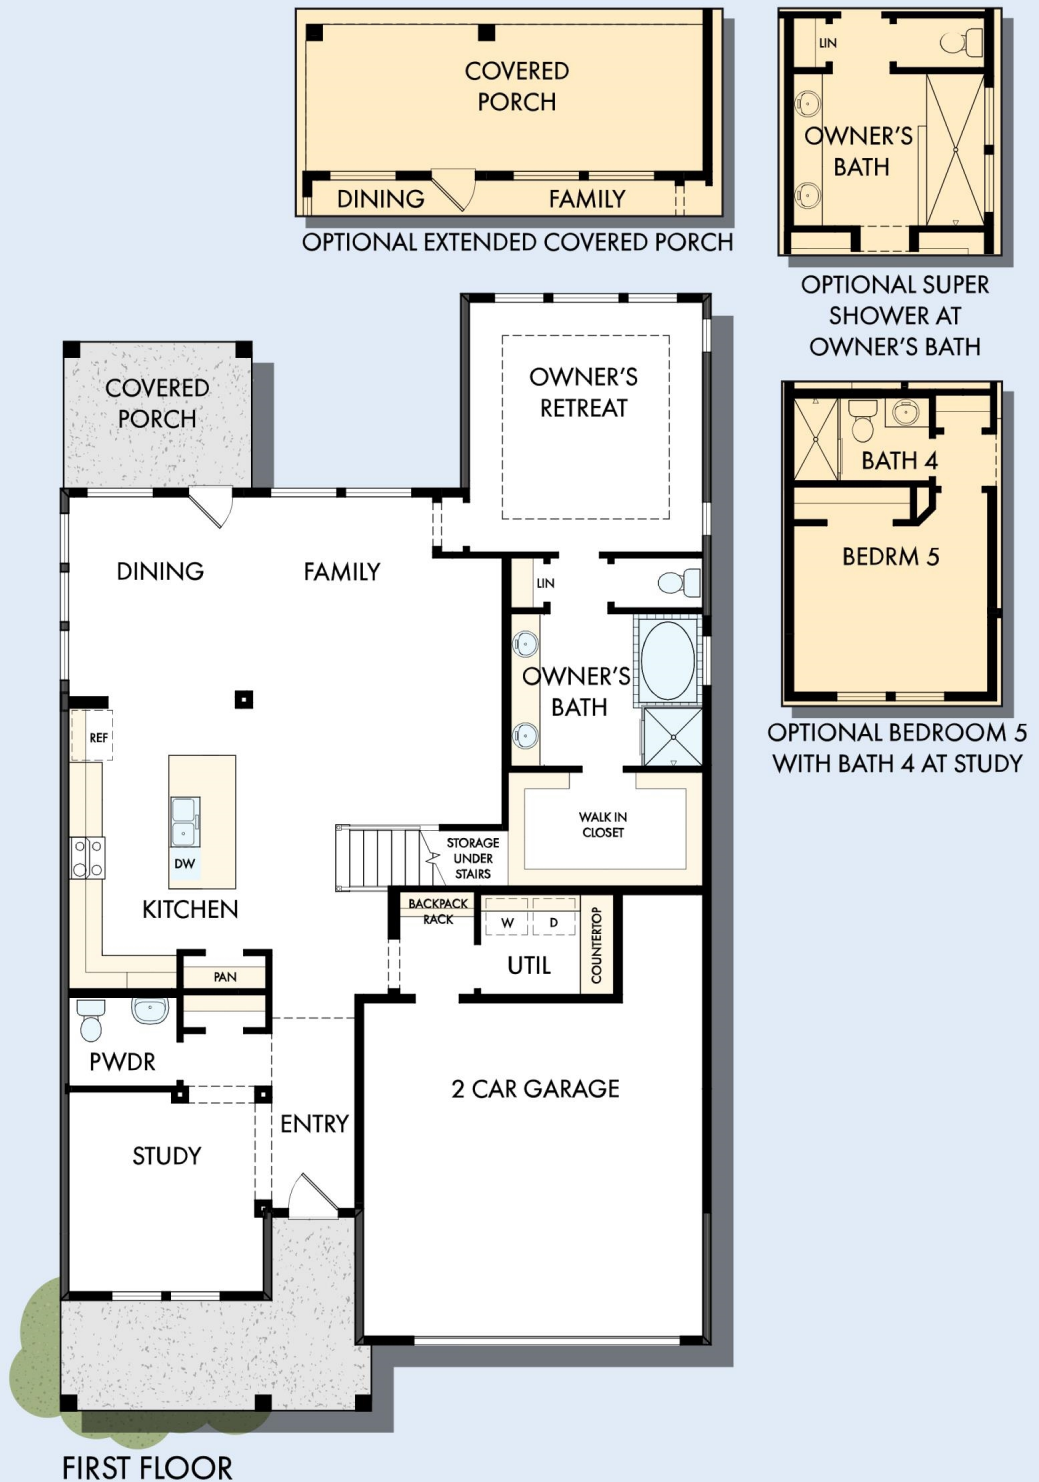 COVERED
PORCH
DINING
FAMILY
OPTIONAL EXTENDED COVERED PORCH
LIN
OWNER'S
BATH
OPTIONAL SUPER
SHOWER AT
OWNER'S BATH
BATH 4
BEDRM 5
OPTIONAL BEDROOM 5
WITH BATH 4 AT STUDY
COVERED
PORCH
OWNER'S
RETREAT
DINING
FAMILY
LIN
OWNER'S
BATH
REF
WALK IN
CLOSET
DW
STORAGE
UNDER
STAIRS
KITCHEN
BACKPACK
RACK
W
D
COUNTERTOP
UTIL
PAN
PWDR
2 CAR GARAGE
ENTRY
STUDY
FIRST FLOOR